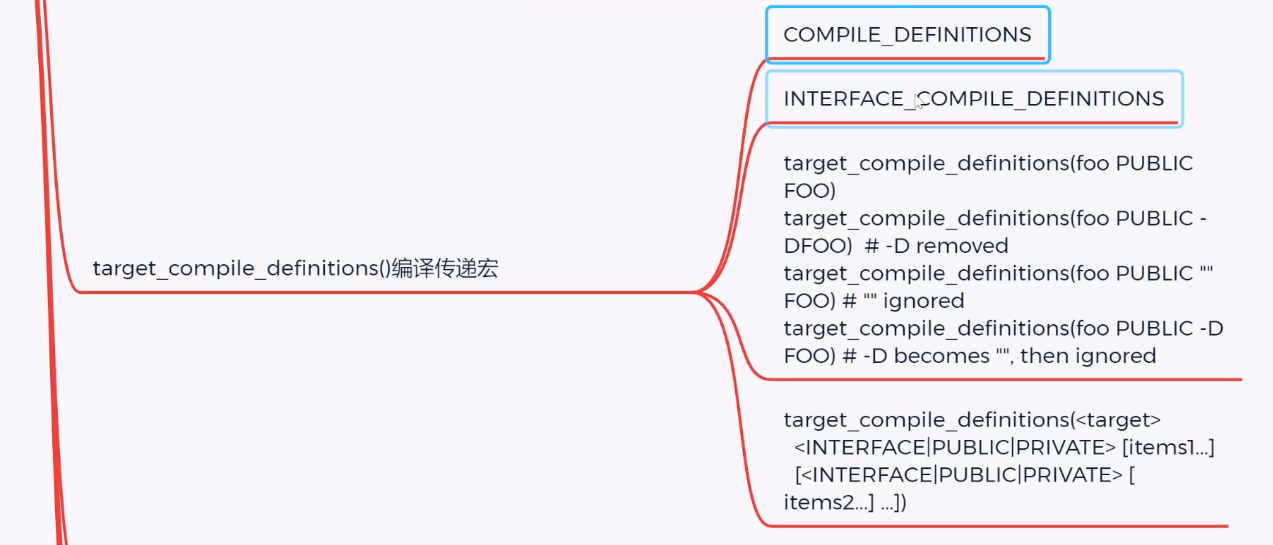 COMPILE_DEFINITIONS
INTERFACE_COMPILE_DEFINITIONS
target_compile_definitions(foo PUBLIC
FOO)
target_compile_definitions(foo PUBLIC -
DFOO)  # -D removed
target_compile_definitions(foo PUBLIC ""
FOO) # "" ignored
target_compile_definitions(foo PUBLIC -D
FOO) # -D becomes "", then ignored
target_compile_definitions()编译传递宏
target_compile_definitions(<target>
  <INTERFACE|PUBLIC|PRIVATE> [items1...]
  [<INTERFACE|PUBLIC|PRIVATE> [
items2...] ...])